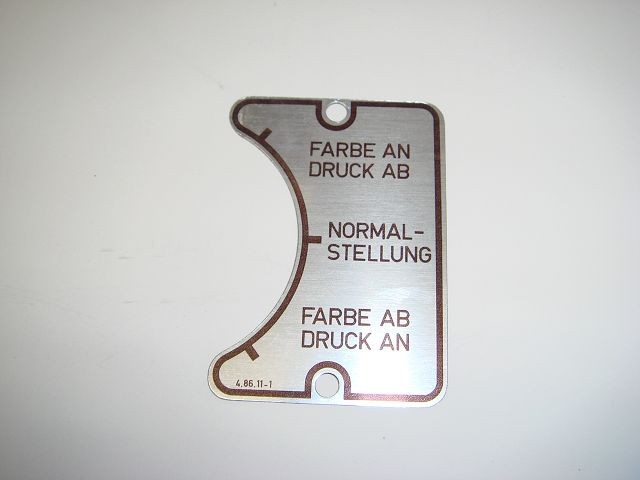 FARBE AN
DRUCK AB
NORMAL-
STELLUNG
FARBE AB
DRUCK AN
4.86.11-1